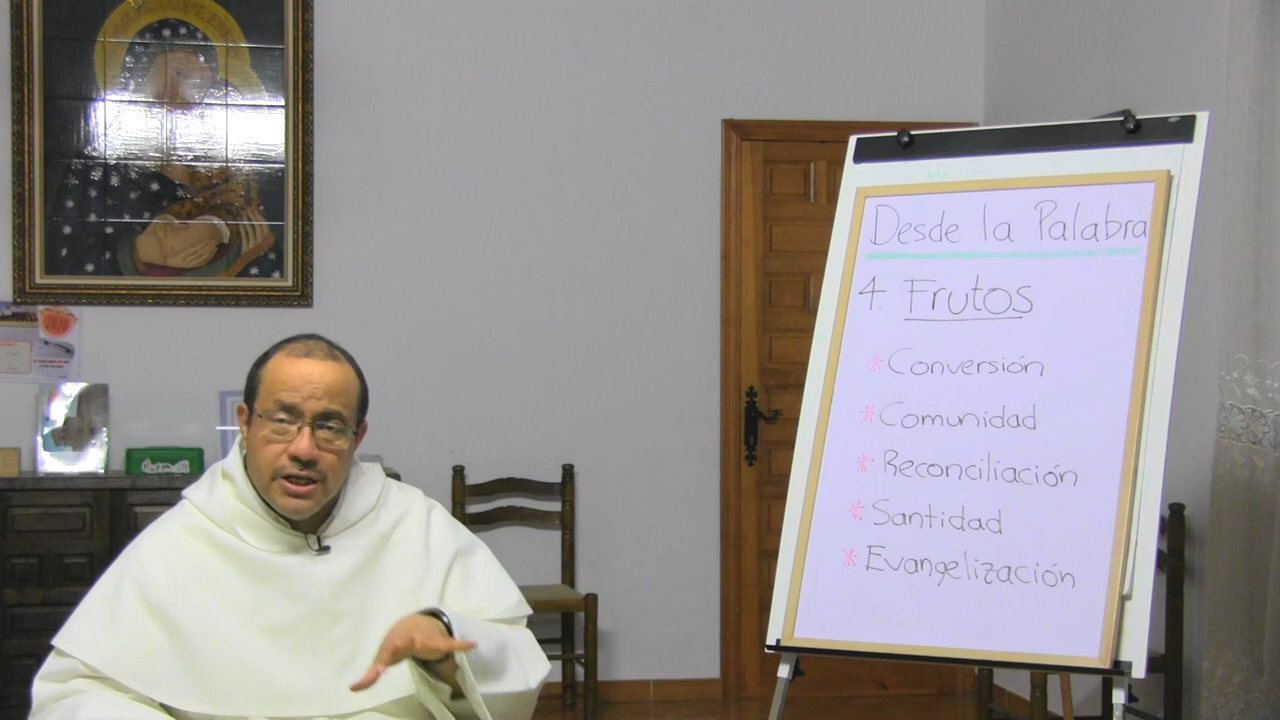 Desde la Palabra
4. Frutos
* Conversión
* Comunidad
* Reconciliación
* Santidad
* Evangelización